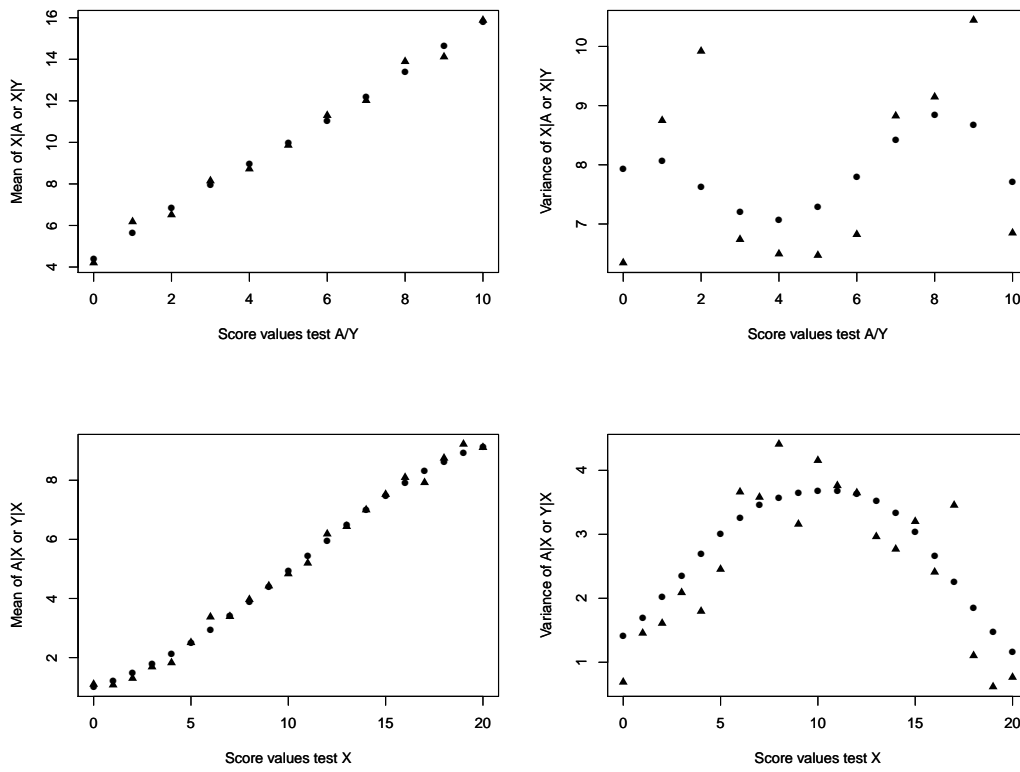 Mean of X|A or X|Y
4 6 8 10 12 14 16
0 2 4 6 8 10
Score values test A/Y
Variance of X|A or X|Y
7 8 9 10
0 2 4 6 8 10
Score values test A/Y
Mean of A|X or Y|X
2 4 6 8
0 5 10 15 20
Score values test X
Variance of A|X or Y|X
1 2 3 4
0 5 10 15 20
Score values test X